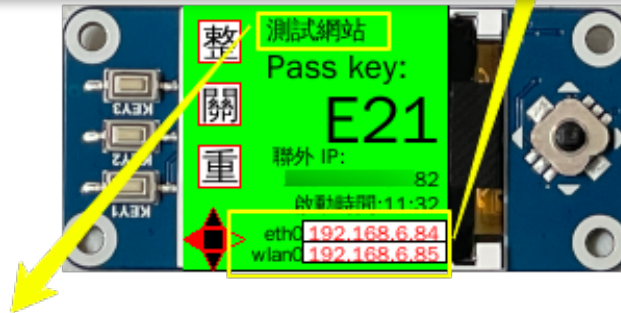 測試網站
整
Pass key:
關
E21
聯外 IP:
重
82
啟動時間:11:32
eth0 192.168.6.84
wlan0 192.168.6.85
KEY3
KEY2
KEY1